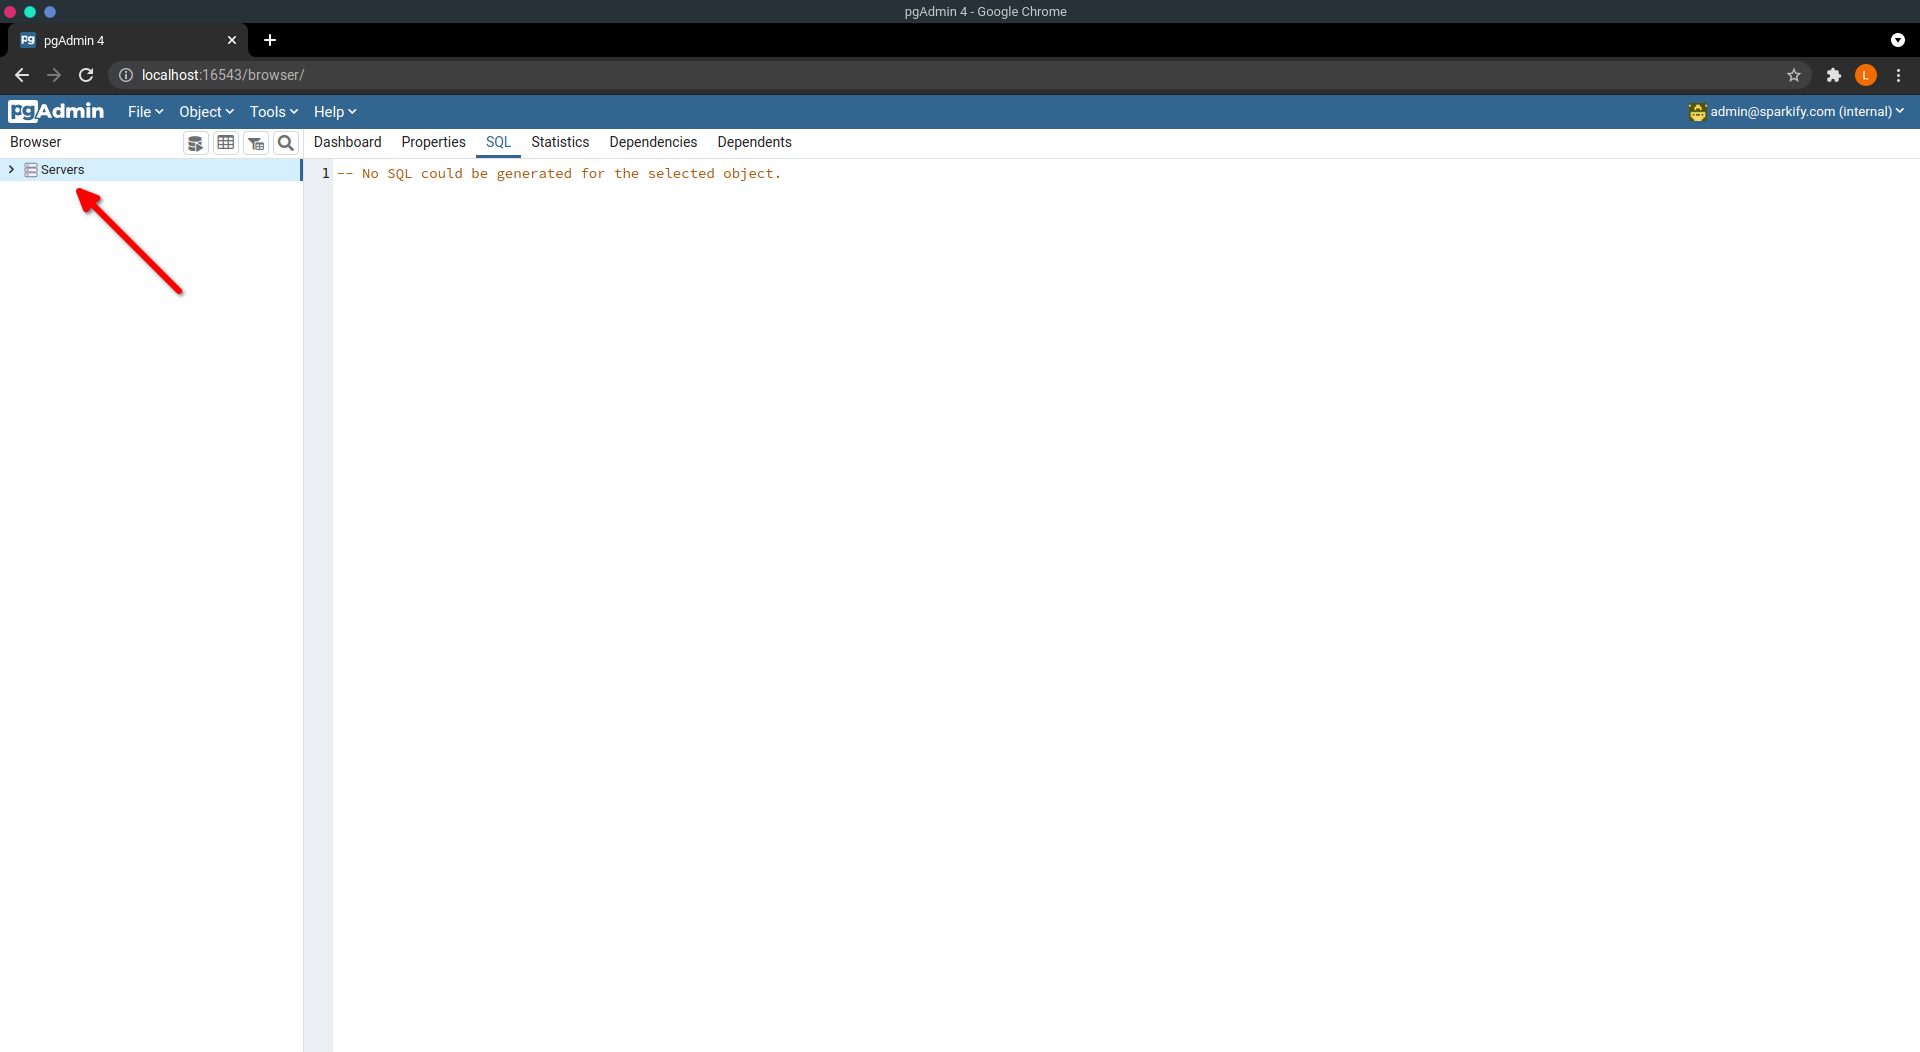 pgAdmin 4 - Google Chrome
pg pgAdmin 4
localhost:16543/browser/
L
pgAdmin File Object Tools Help admin@sparkify.com (internal)
Browser Dashboard Properties SQL Statistics Dependencies Dependents
Servers
1 -- No SQL could be generated for the selected object.